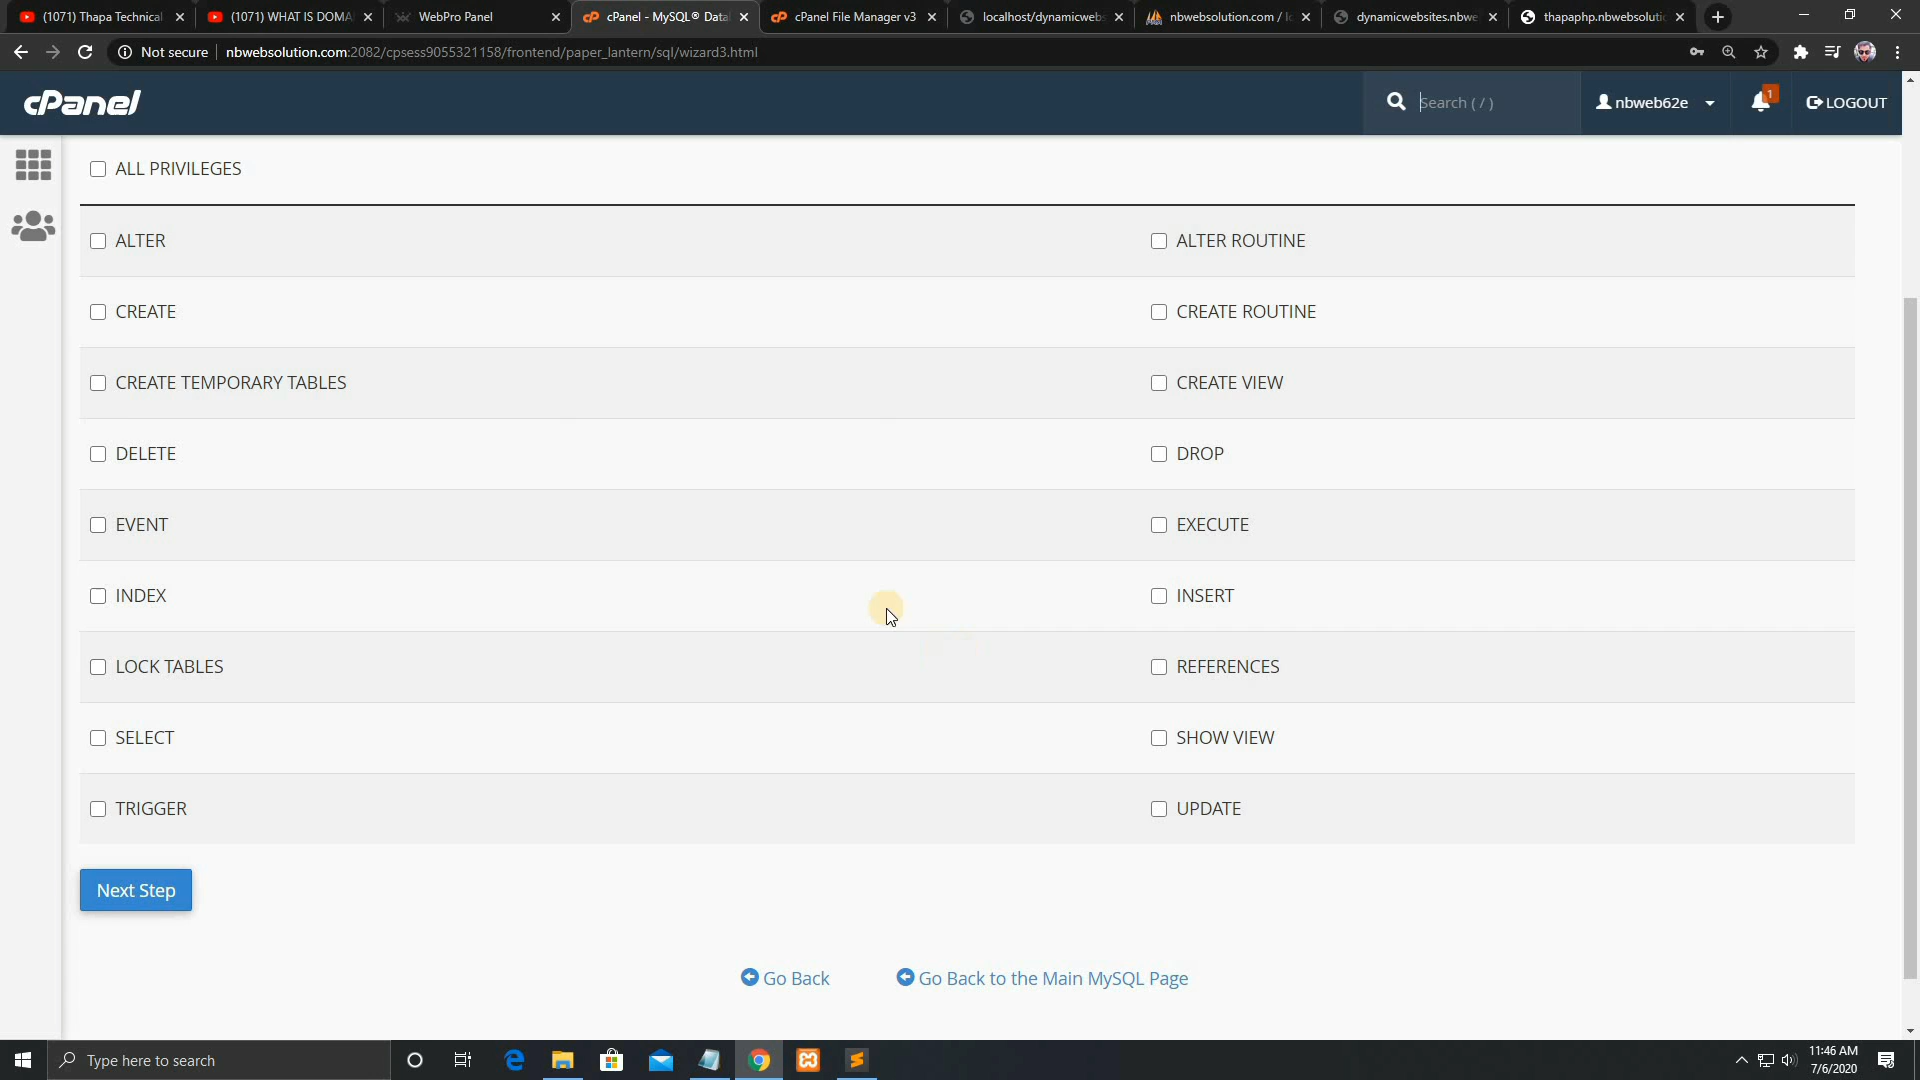 (1071) Thapa Technical
(1071) WHAT IS DOMA
WebPro Panel
cPanel - MySQL® Data
cPanel File Manager v3
localhost/dynamicweb
nbwebsolution.com / lo
dynamicwebsites.nbwe
thapaphp.nbwebsoluti
Not secure
nbwebsolution.com:2082/cpsess9055321158/frontend/paper_lantern/sql/wizard3.html
cPanel
Search ( / )
nbweb62e
1
LOGOUT
ALL PRIVILEGES
ALTER
ALTER ROUTINE
CREATE
CREATE ROUTINE
CREATE TEMPORARY TABLES
CREATE VIEW
DELETE
DROP
EVENT
EXECUTE
INDEX
INSERT
LOCK TABLES
REFERENCES
SELECT
SHOW VIEW
TRIGGER
UPDATE
Next Step
Go Back
Go Back to the Main MySQL Page
Type here to search
11:46 AM
7/6/2020